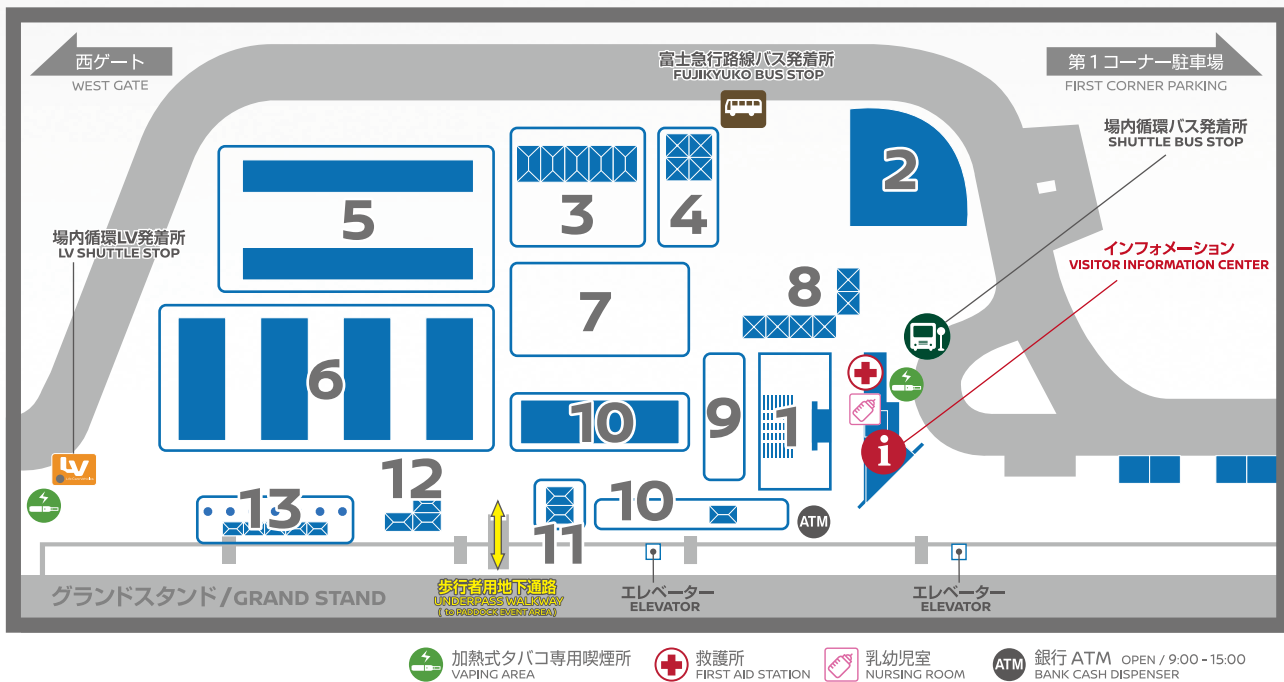 西ゲート
WEST GATE
富士急行路線バス発着所
FUJIKYUKO BUS STOP
第1コーナー駐車場
FIRST CORNER PARKING
場内循環バス発着所
SHUTTLE BUS STOP
2
3
4
5
場内循環LV発着所
LV SHUTTLE STOP
インフォメーション
VISITOR INFORMATION CENTER
8
7
6
10
9
1
i
LV
12
13
10
11
ATM
グランドスタンド/GRAND STAND
歩行者用地下通路
UNDERPASS WALKWAY
( to PADDOCK EVENT AREA )
エレベーター
ELEVATOR
エレベーター
ELEVATOR
加熱式タバコ専用喫煙所
VAPING AREA
救護所
FIRST AID STATION
乳幼児室
NURSING ROOM
ATM
銀行 ATM OPEN / 9:00 - 15:00
BANK CASH DISPENSER